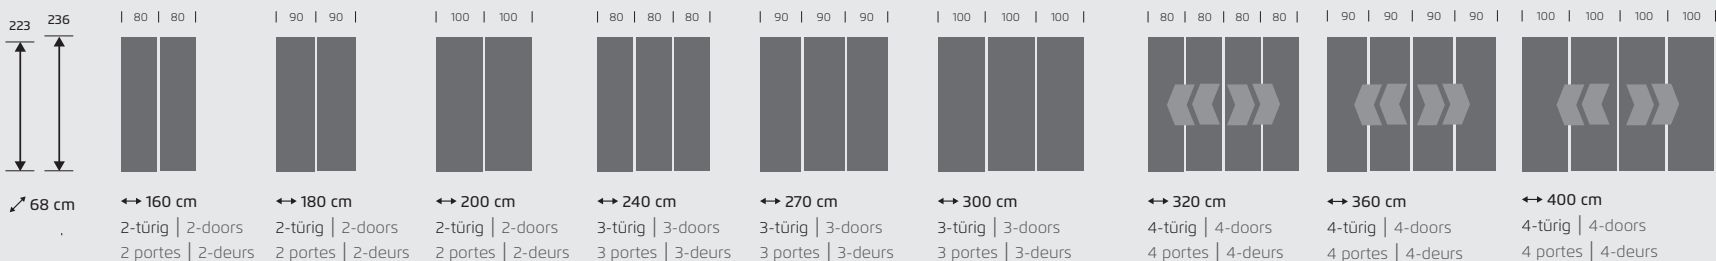 80 | 80
90 | 90
100 | 100
80 | 80 | 80
90 | 90 | 90
100 | 100 | 100
80 | 80 | 80 | 80
90 | 90 | 90 | 90
100 | 100 | 100 | 100
223 236
68 cm
160 cm
2-türig | 2-doors
2 portes | 2-deurs
180 cm
2-türig | 2-doors
2 portes | 2-deurs
200 cm
2-türig | 2-doors
2 portes | 2-deurs
240 cm
3-türig | 3-doors
3 portes | 3-deurs
270 cm
3-türig | 3-doors
3 portes | 3-deurs
300 cm
3-türig | 3-doors
3 portes | 3-deurs
320 cm
4-türig | 4-doors
4 portes | 4-deurs
360 cm
4-türig | 4-doors
4 portes | 4-deurs
400 cm
4-türig | 4-doors
4 portes | 4-deurs